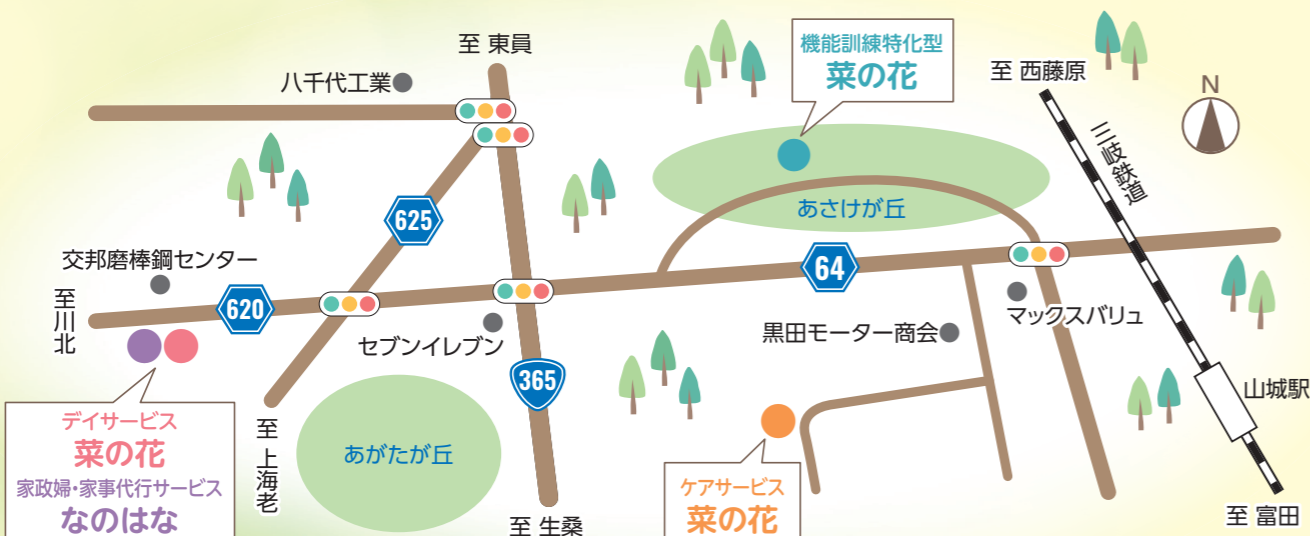 至 東員
八千代工業
機能訓練特化型
菜の花
至 西藤原
N
三岐鉄道
625
あさけが丘
交邦磨棒鋼センター
64
至川北
620
セブンイレブン
黒田モーター商会
マックスバリュ
365
山城駅
デイサービス
菜の花
家政婦・家事代行サービス
なのはな
至 上海老
あがたが丘
ケアサービス
菜の花
至 生桑
至 富田